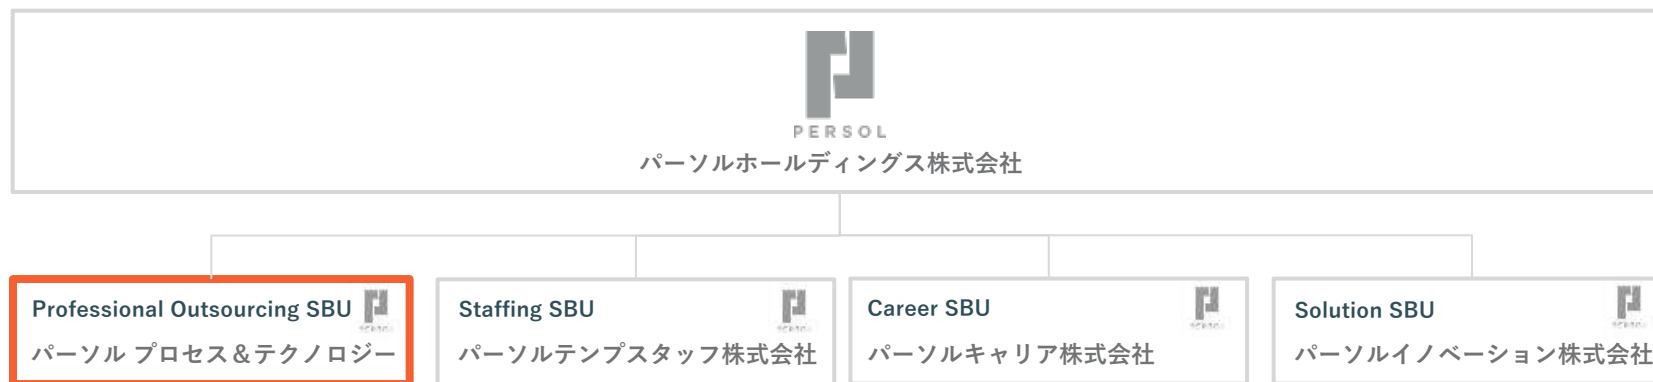 PERSOL
パーソルホールディングス株式会社
Professional Outsourcing SBU
パーソル プロセス＆テクノロジー
Staffing SBU
パーソルテンプスタッフ株式会社
Career SBU
パーソルキャリア株式会社
Solution SBU
パーソルイノベーション株式会社